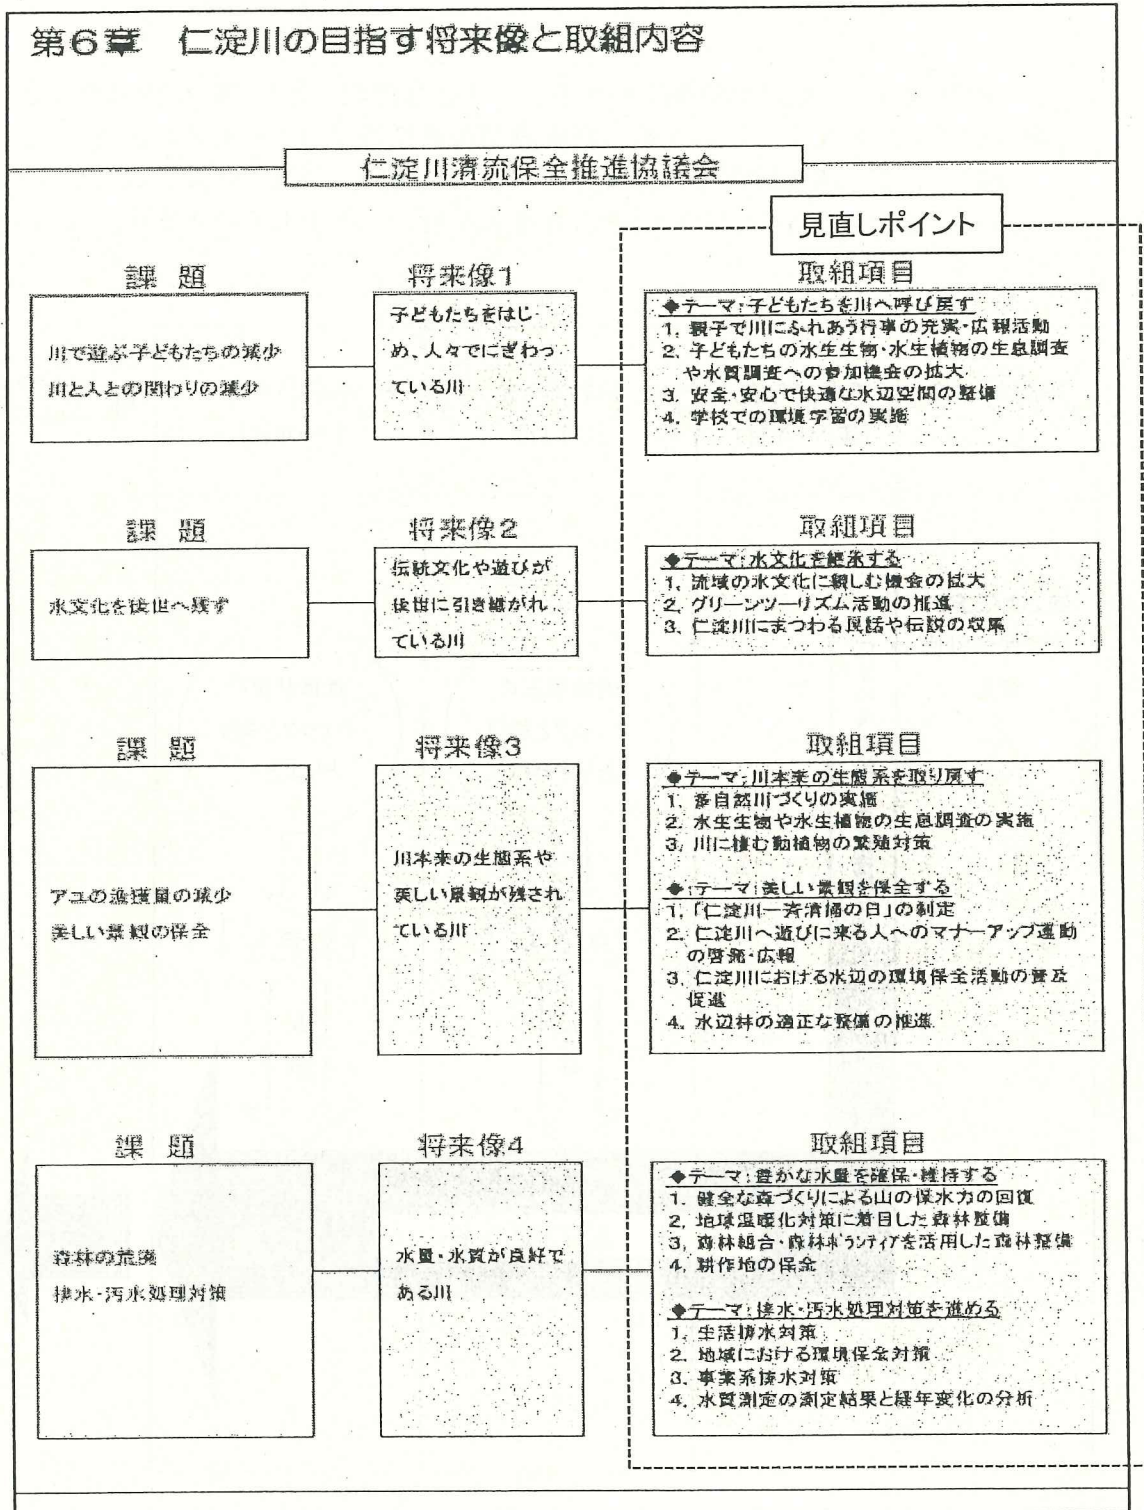 第6章　仁淀川の目指す将来像と取組内容
仁淀川清流保全推進協議会
見直しポイント
課 題
将来像1
取組項目
川で遊ぶ子どもたちの減少
川と人との関わりの減少
子どもたちをはじ
め、人々でにぎわっ
ている川
◆テーマ:子どもたちを川へ呼び戻す
1. 親子で川にふれあう行事の充実・広報活動
2. 子どもたちの水生生物・水生植物の生息調査
や水質調査への参加機会の拡大
3. 安全・安心で快適な水辺空間の整備
4. 学校での環境学習の実施
課 題
将来像2
取組項目
水文化を後世へ残す
伝統文化や遊びが
後世に引き継がれ
ている川
◆テーマ:水文化を継承する
1. 流域の水文化に親しむ機会の拡大
2. グリーンツーリズム活動の推進
3. 仁淀川にまつわる民話や伝説の収集
課 題
将来像3
取組項目
アユの漁獲量の減少
美しい景観の保全
川本来の生態系や
美しい景観が残され
ている川
◆テーマ:川本来の生態系を取り戻す
1. 多自然川づくりの実施
2. 水生生物や水生植物の生息調査の実施
3. 川に棲む動植物の繁殖対策
◆テーマ:美しい景観を保全する
1. 「仁淀川一斉清掃の日」の制定
2. 仁淀川へ遊びに来る人へのマナーアップ運動
の啓発・広報
3. 仁淀川における水辺の環境保全活動の普及
促進
4. 水辺林の適正な整備の推進
課 題
将来像4
取組項目
森林の荒廃
排水・汚水処理対策
水量・水質が良好で
ある川
◆テーマ:豊かな水量を確保・維持する
1. 健全な森づくりによる山の保水力の回復
2. 地球温暖化対策に着目した森林整備
3. 森林組合・森林ボランティアを活用した森林整備
4. 耕作地の保全
◆テーマ:排水・汚水処理対策を進める
1. 生活排水対策
2. 地域における環境保全対策
3. 事業系排水対策
4. 水質測定の測定結果と経年変化の分析